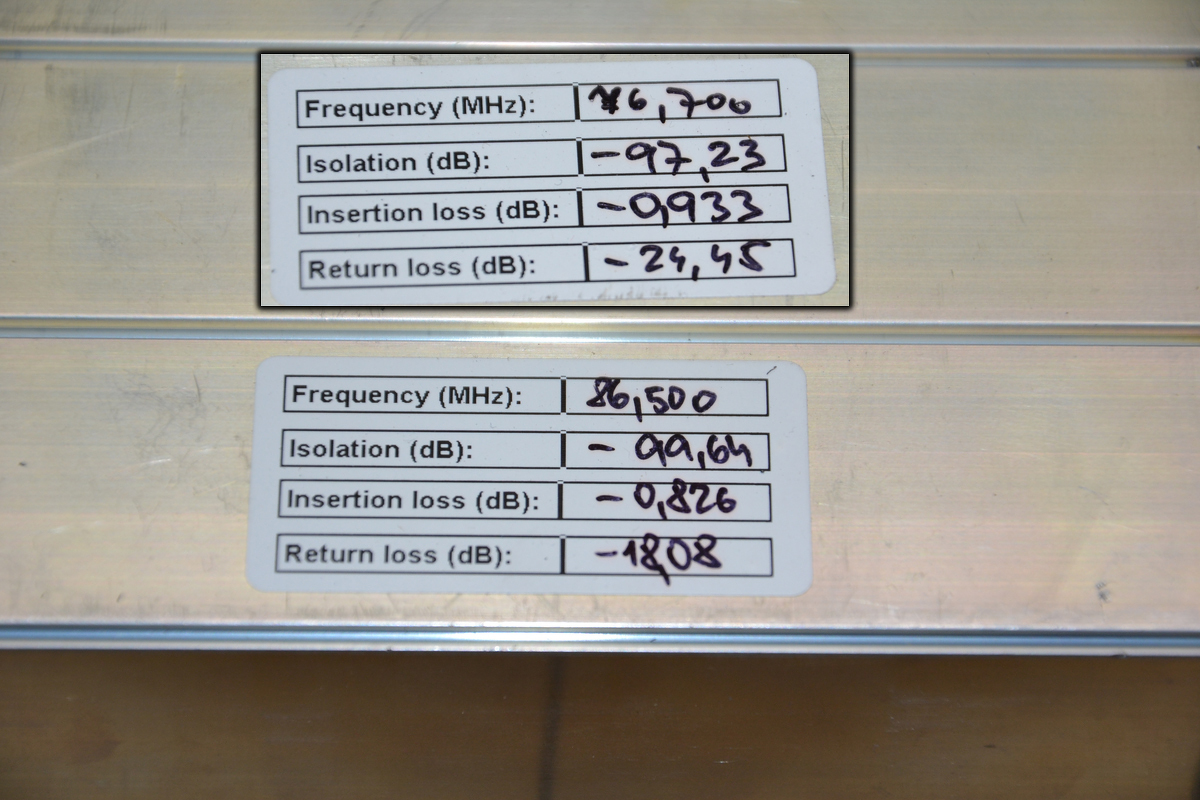 Frequency (MHz):
Isolation (dB): -97,23
Insertion loss (dB): -0,933
Return loss (dB): -24,45
Frequency (MHz): 86,500
Isolation (dB): - 99,64
Insertion loss (dB): - 0,826
Return loss (dB): -18,08